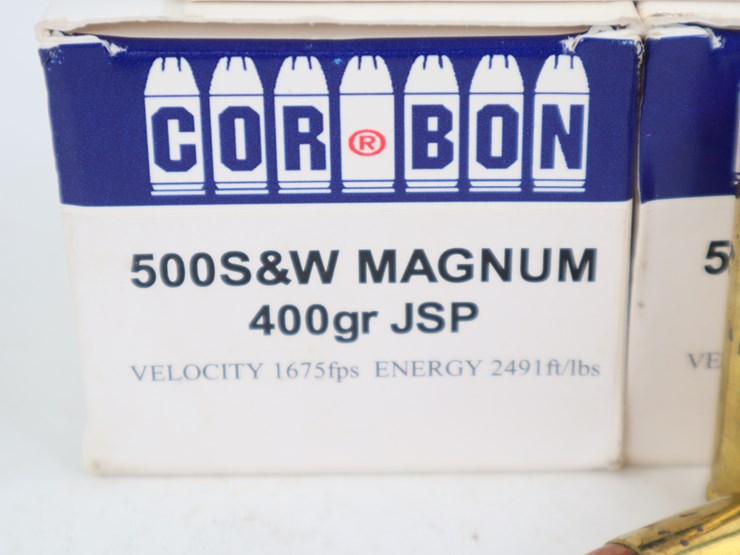 COR®BON
500S&W MAGNUM
400gr JSP
VELOCITY 1675fps ENERGY 2491ft/lbs